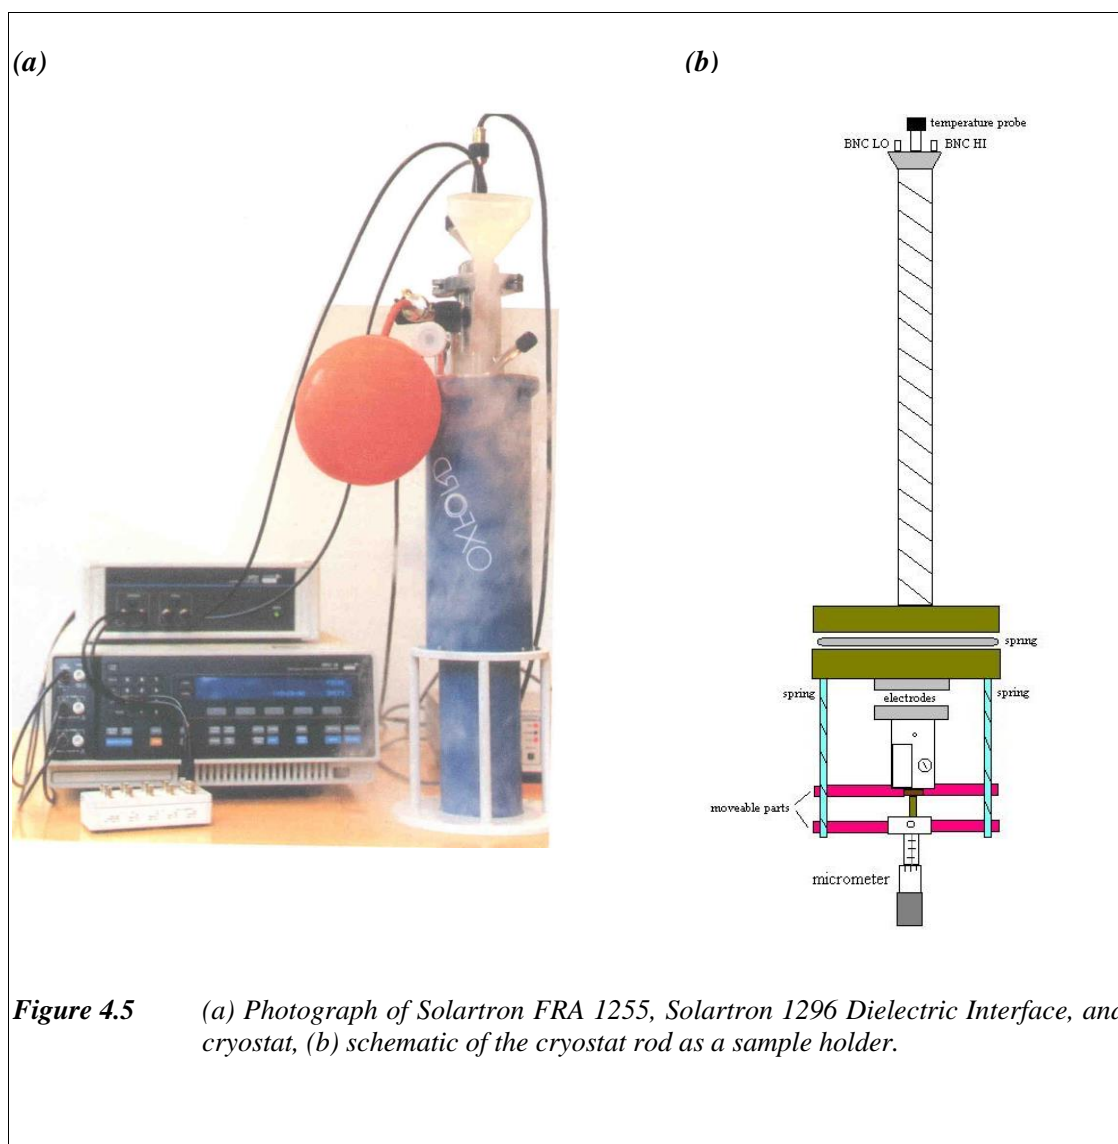 (a)
(b)
temperature probe
BNC LO
BNC HI
OXFORD
spring
spring
electrodes
spring
moveable parts
micrometer
Figure 4.5 (a) Photograph of Solartron FRA 1255, Solartron 1296 Dielectric Interface, and
cryostat, (b) schematic of the cryostat rod as a sample holder.